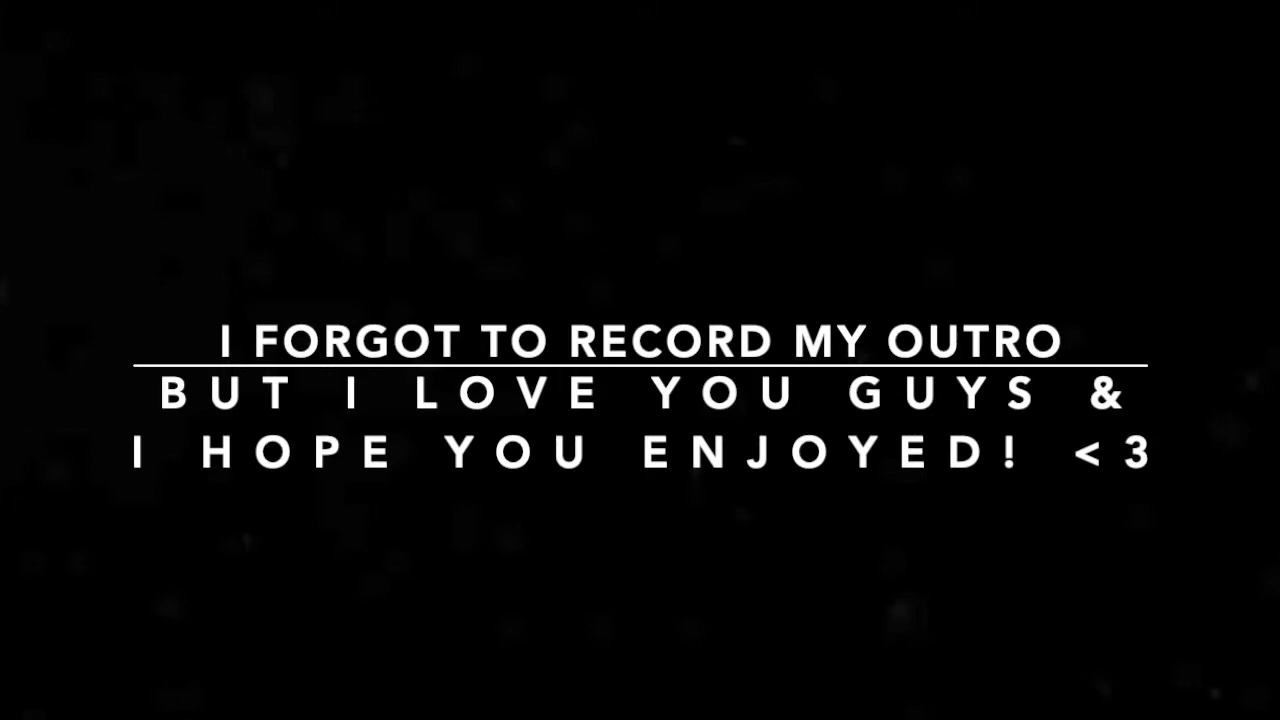 I FORGOT TO RECORD MY OUTRO
BUT I LOVE YOU GUYS &
I HOPE YOU ENJOYED! <3